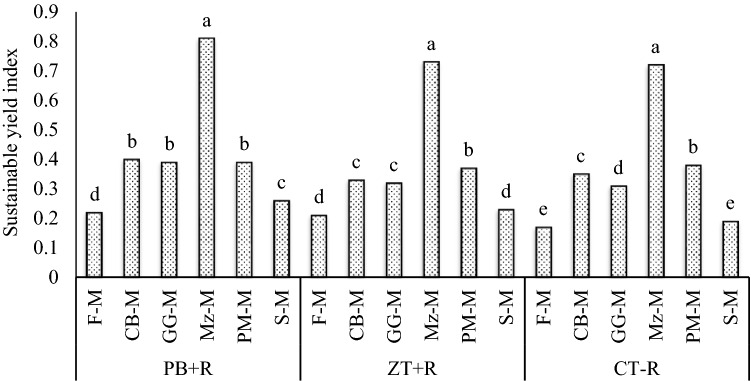 Sustainable yield index
0.9
0.8
0.7
0.6
0.5
0.4
0.3
0.2
0.1
0
d b b a b c d c c a b d e c d a b e
F-M CB-M GG-M Mz-M PM-M S-M F-M CB-M GG-M Mz-M PM-M S-M F-M CB-M GG-M Mz-M PM-M S-M
PB+R ZT+R CT-R